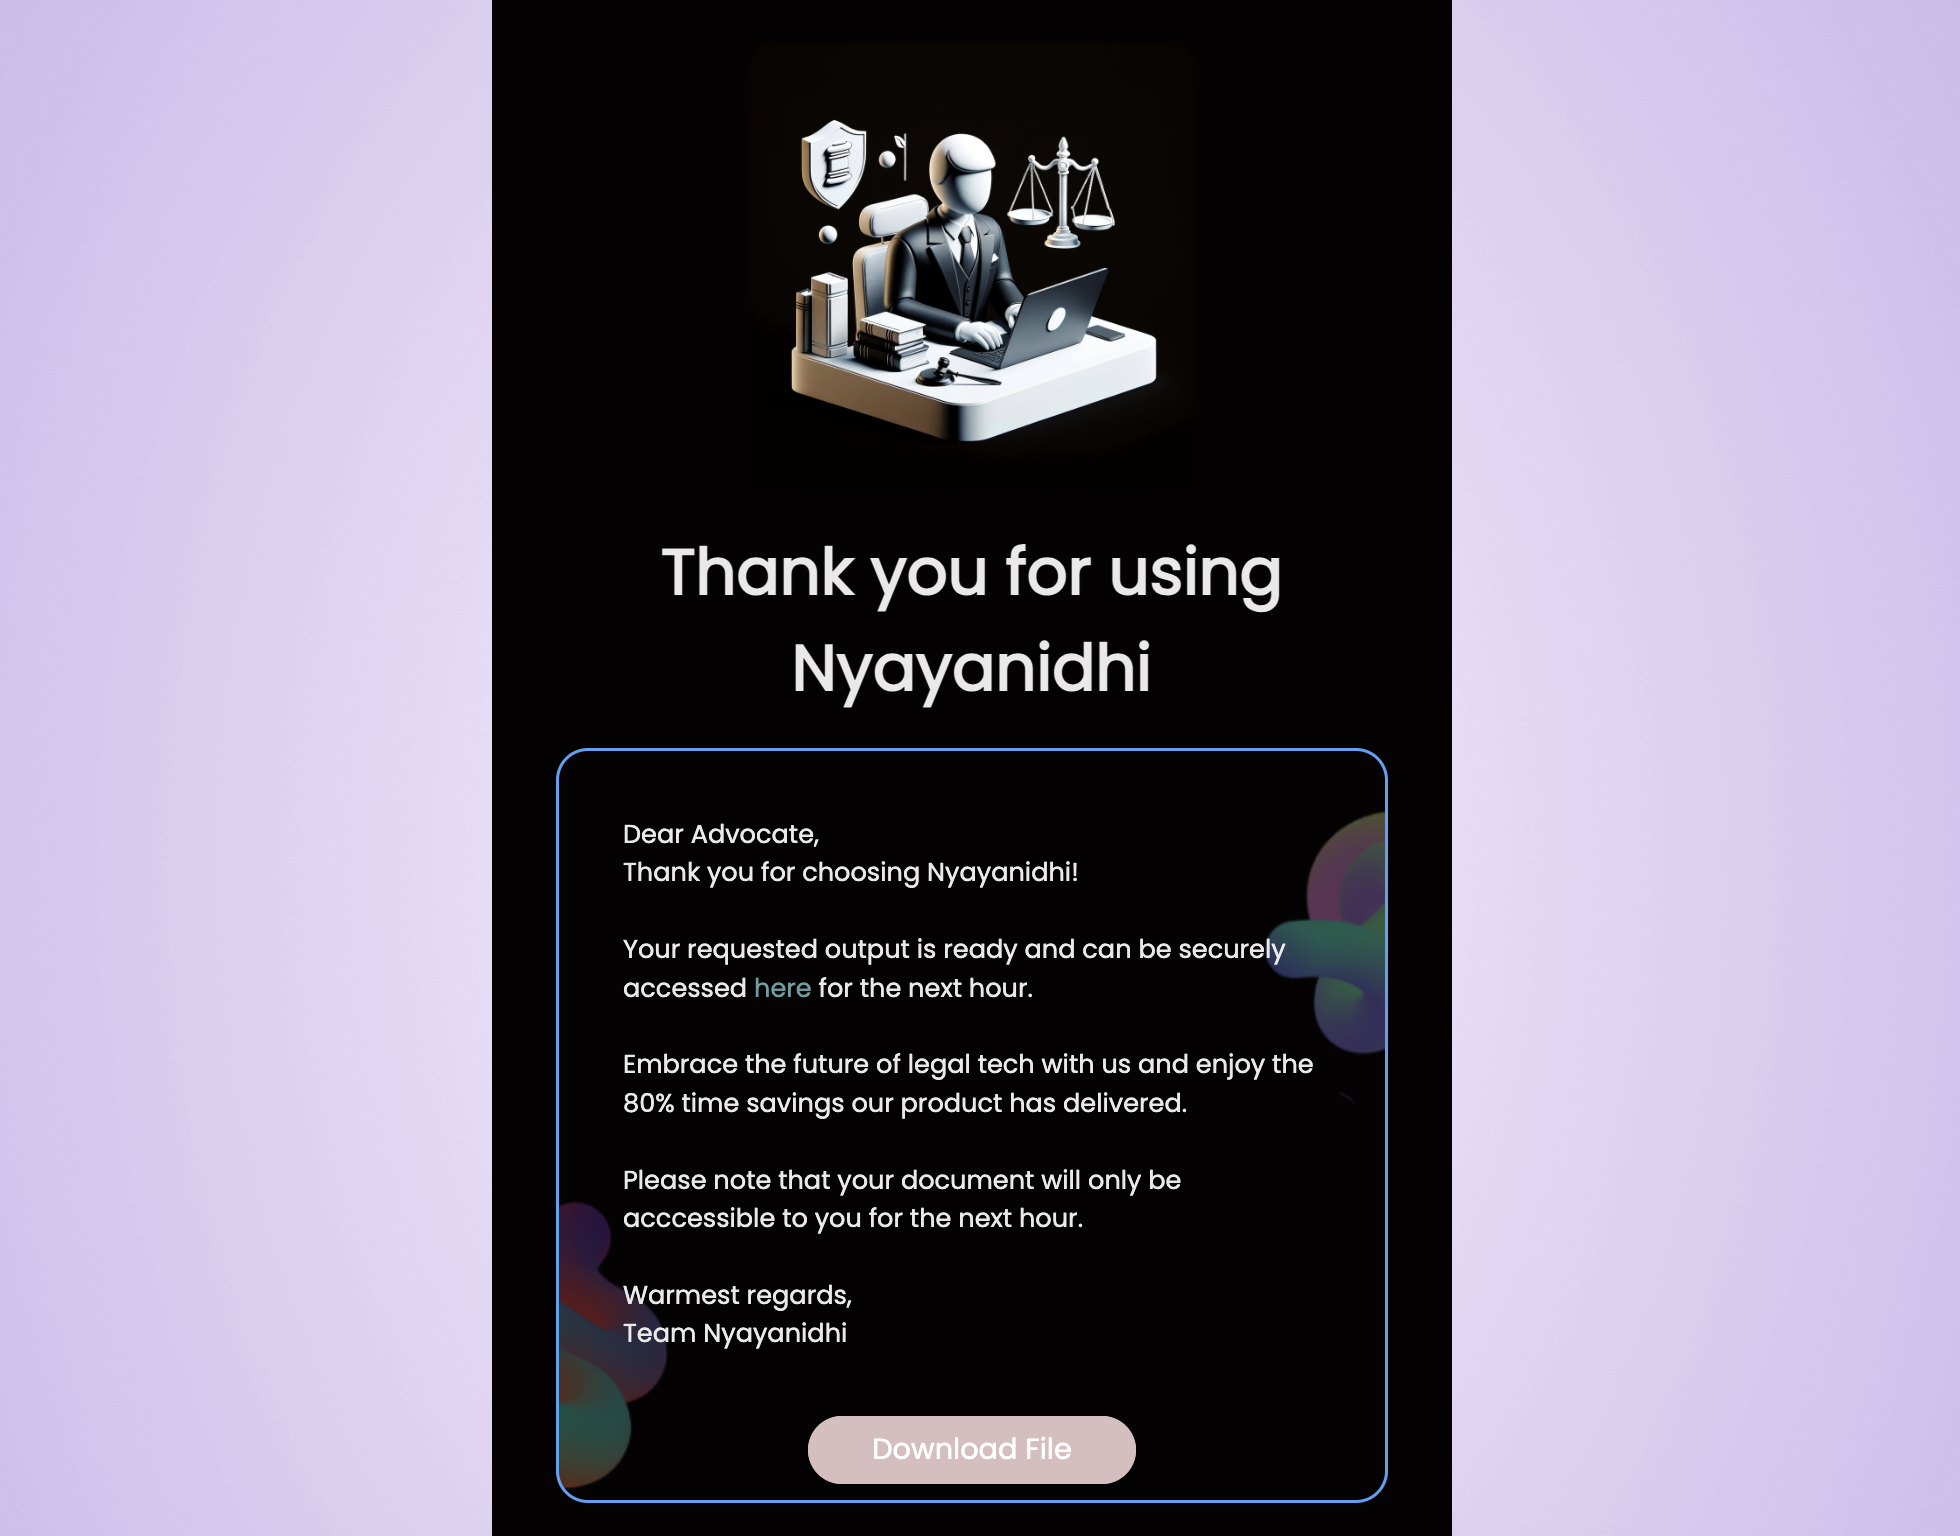 Thank you for using
Nyayanidhi
Dear Advocate,
Thank you for choosing Nyayanidhi!
Your requested output is ready and can be securely
accessed here for the next hour.
Embrace the future of legal tech with us and enjoy the
80% time savings our product has delivered.
Please note that your document will only be
acccessible to you for the next hour.
Warmest regards,
Team Nyayanidhi
Download File